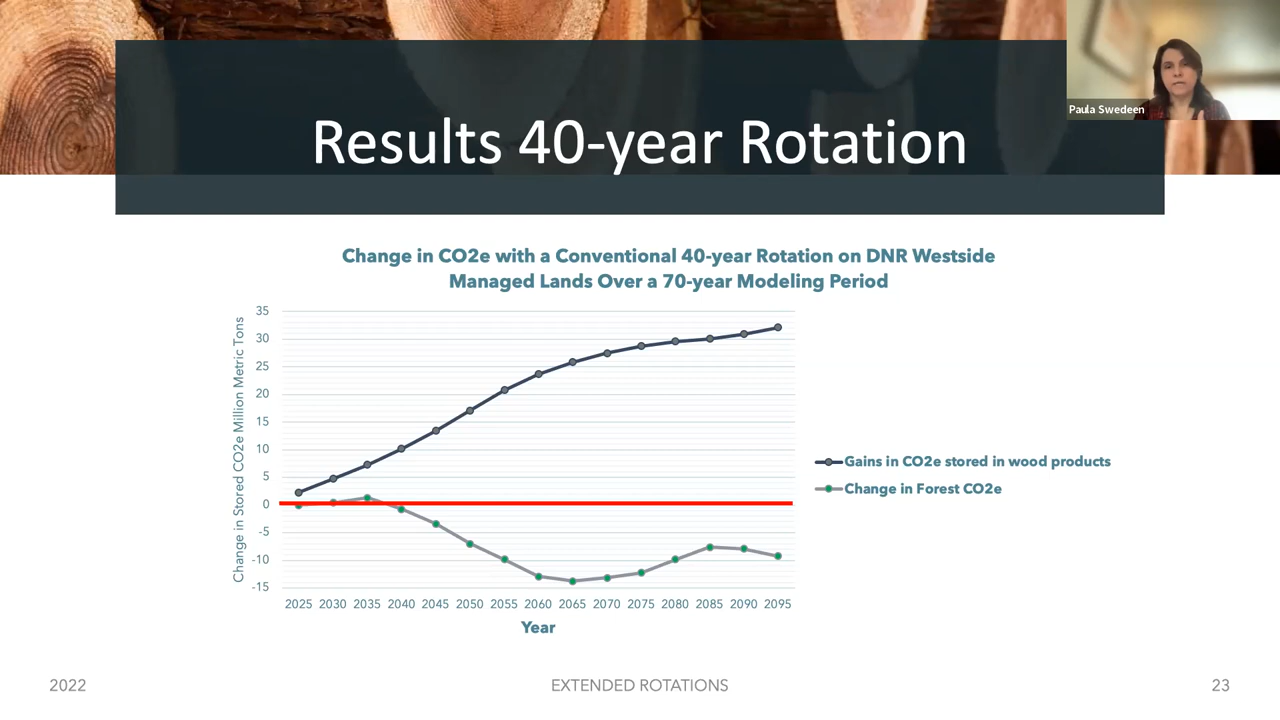 Paula Swedeen
Results 40-year Rotation
Change in CO2e with a Conventional 40-year Rotation on DNR Westside
Managed Lands Over a 70-year Modeling Period
Change in Stored CO2e Million Metric Tons
35
30
25
20
15
10
5
0
-5
-10
-15
2025 2030 2035 2040 2045 2050 2055 2060 2065 2070 2075 2080 2085 2090 2095
Year
Gains in CO2e stored in wood products
Change in Forest CO2e
2022 EXTENDED ROTATIONS 23